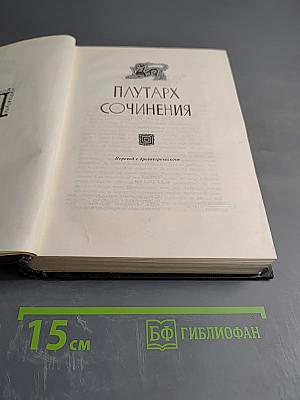 ПЛУТАРХ
СОЧИНЕНИЯ
Перевод с древнегреческого
15 см
БФ ГИБЛИОФАН